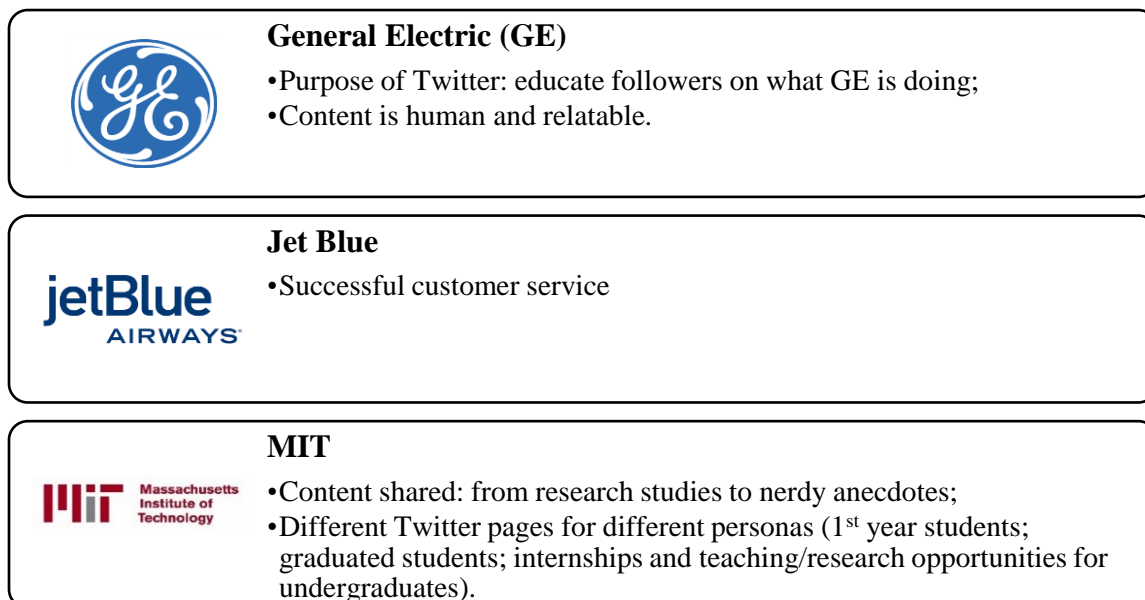 General Electric (GE)
•Purpose of Twitter: educate followers on what GE is doing;
•Content is human and relatable.
GE
Jet Blue
•Successful customer service
jetBlue
AIRWAYS®
MIT
•Content shared: from research studies to nerdy anecdotes;
•Different Twitter pages for different personas (1st year students;
graduated students; internships and teaching/research opportunities for
undergraduates).
MIT
Massachusetts
Institute of
Technology